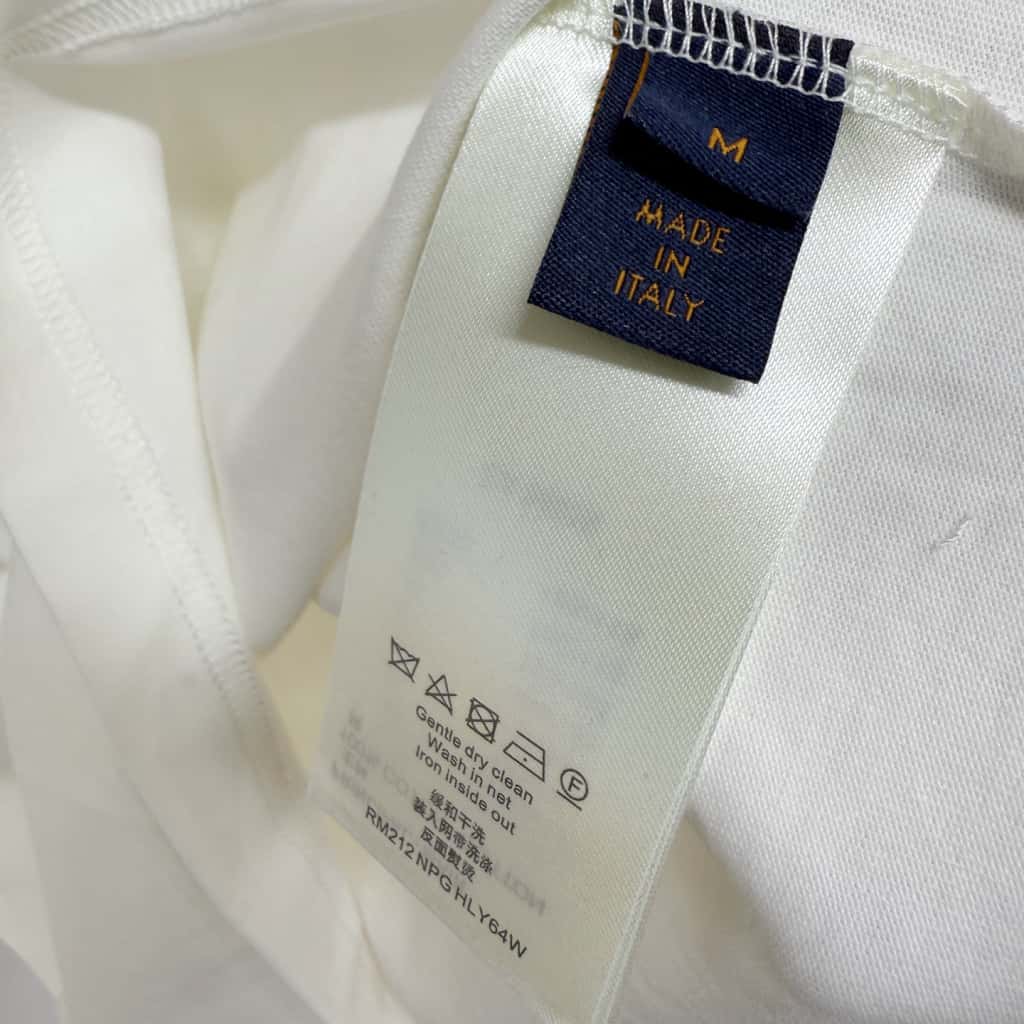 M
MADE
IN
ITALY
Gentle dry clean
Wash in net
Iron inside out
缓和干洗
装入网带洗涤
反面熨烫
RM212 NPG HLY64W
F